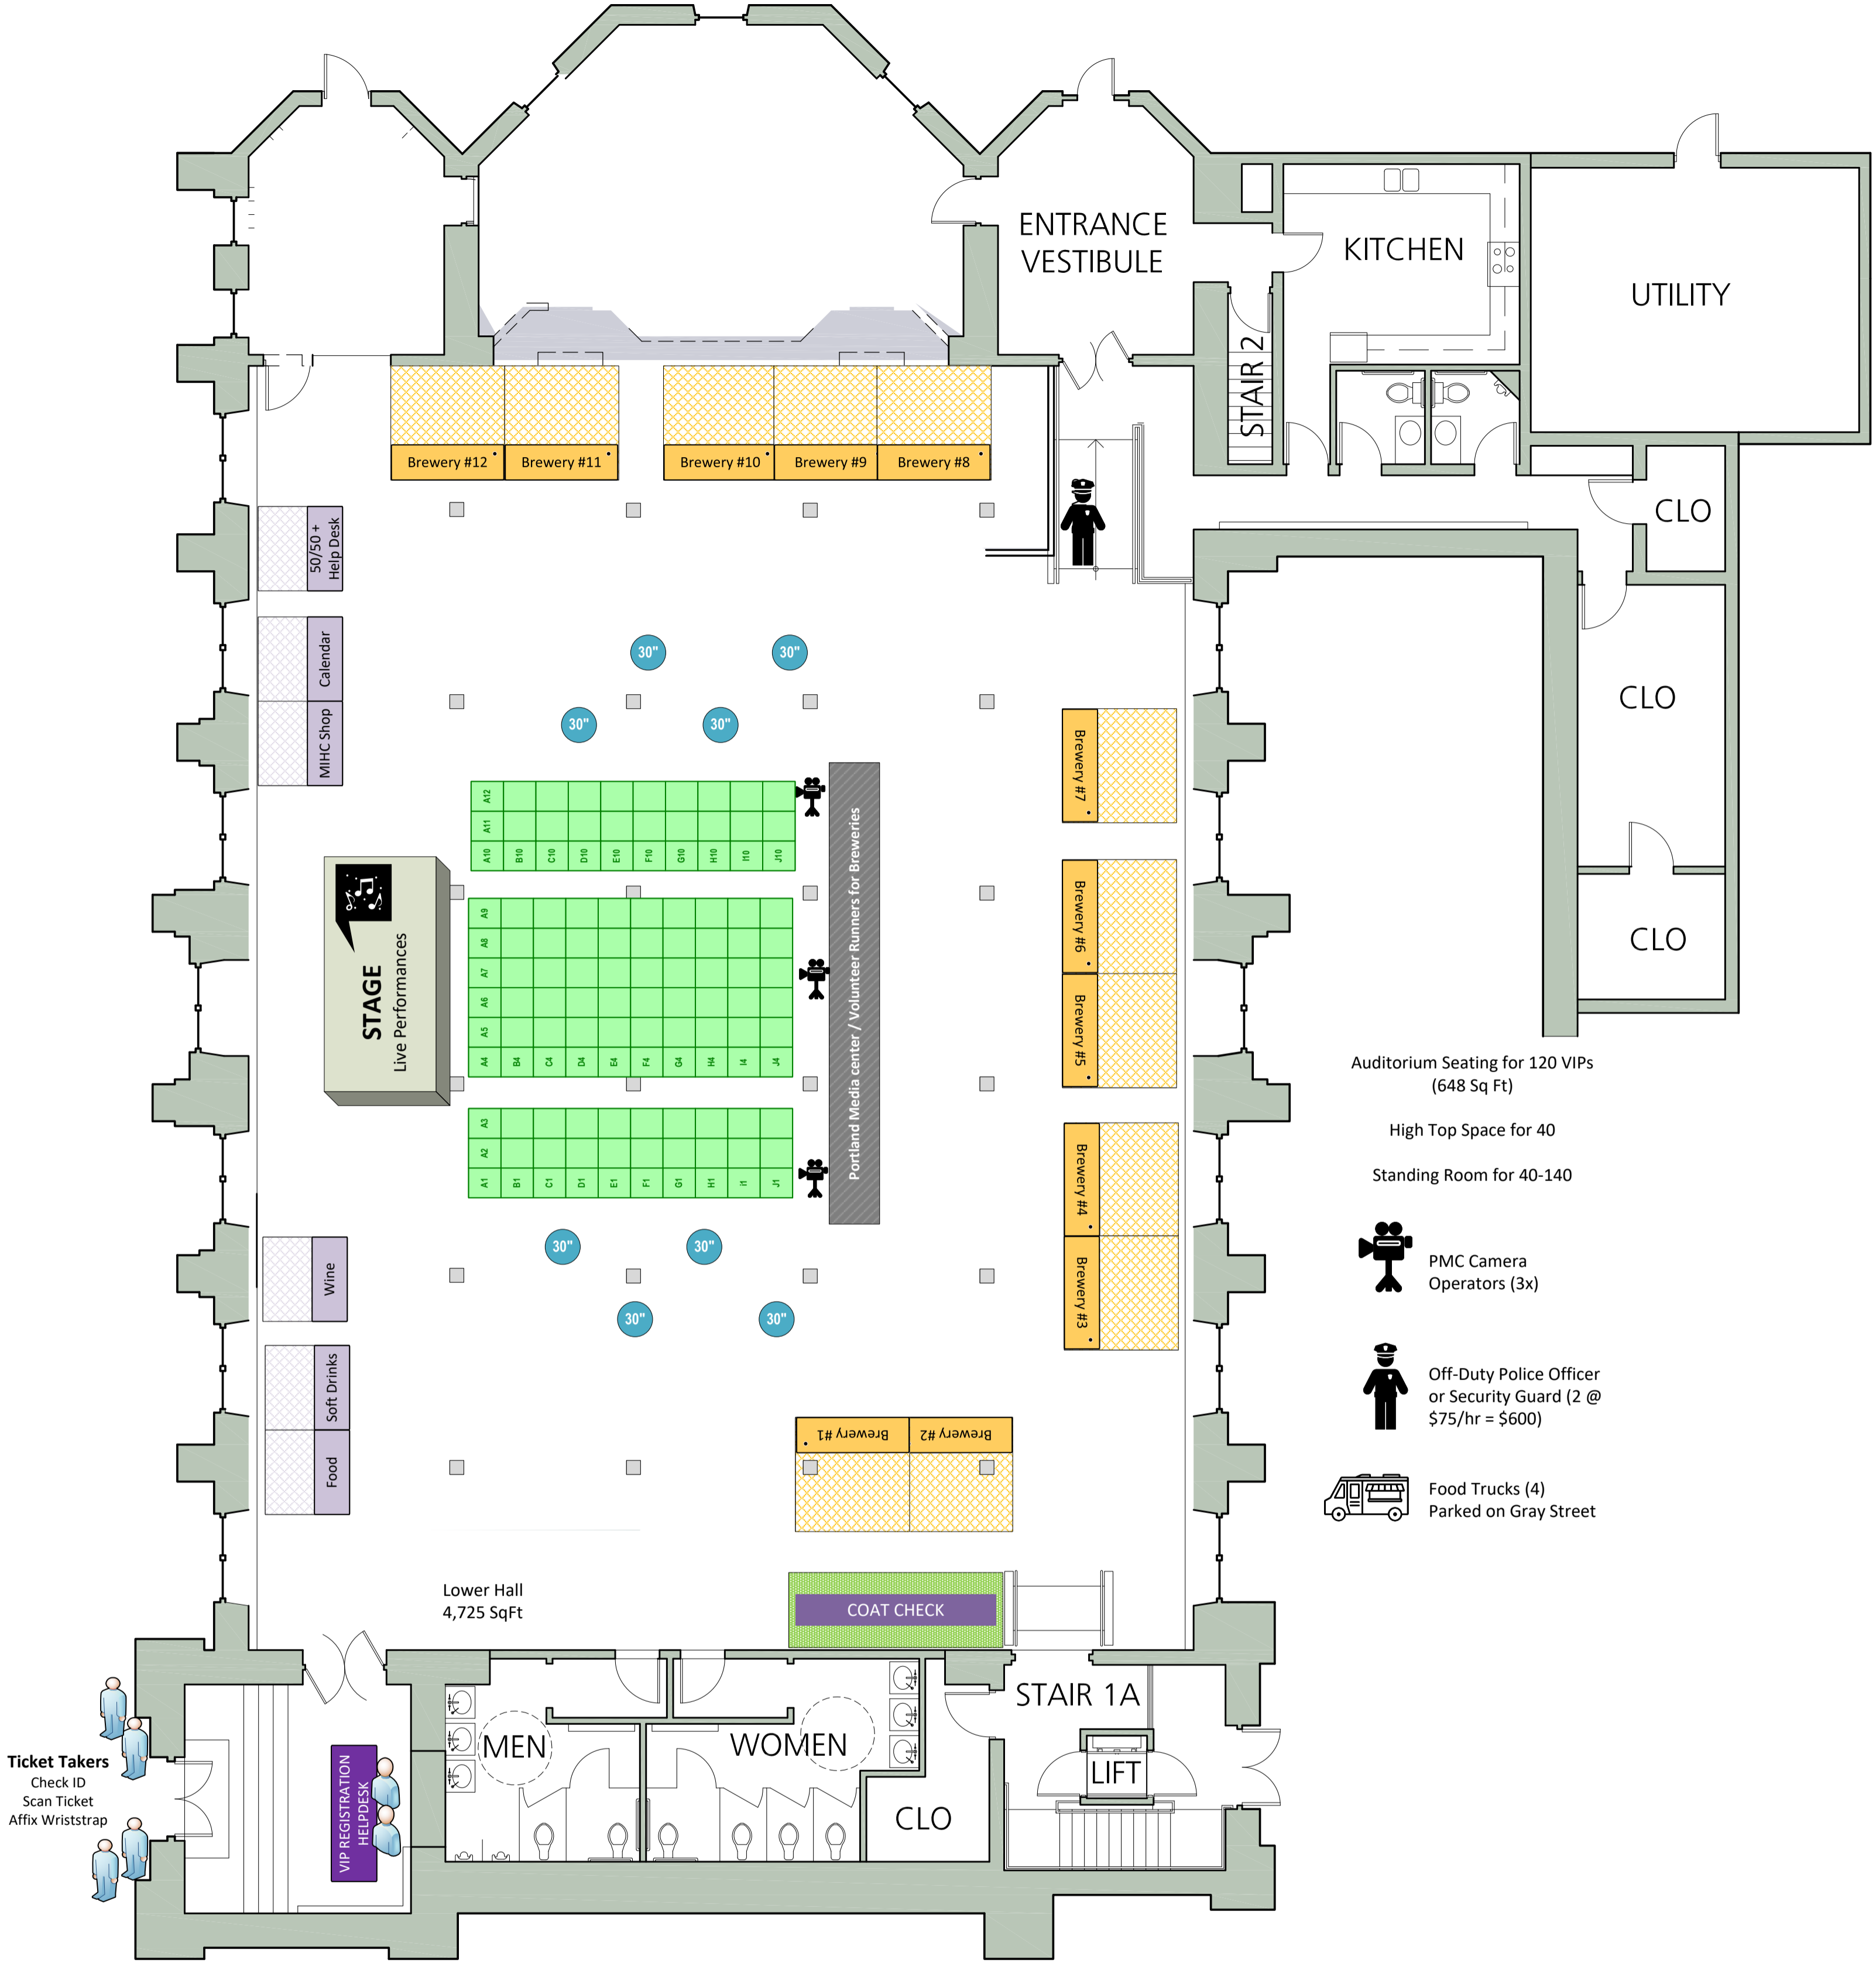 ENTRANCE
VESTIBULE
KITCHEN
UTILITY
STAIR 2
Brewery #12
Brewery #11
Brewery #10
Brewery #9
Brewery #8
CLO
50/50 +
Help Desk
Calendar
MIHC Shop
30"
30"
30"
30"
CLO
Brewery #7
A12
A11
A10
B10
C10
D10
E10
F10
G10
H10
I10
J10
Portland Media center / Volunteer Runners for Breweries
STAGE
Live Performances
A9
A8
A7
A6
A5
A4
B4
C4
D4
E4
F4
G4
H4
I4
J4
Brewery #6
Brewery #5
CLO
A3
A2
A1
B1
C1
D1
E1
F1
G1
H1
i1
J1
Brewery #4
Brewery #3
Auditorium Seating for 120 VIPs
(648 Sq Ft)
High Top Space for 40
Standing Room for 40-140
PMC Camera
Operators (3x)
Off-Duty Police Officer
or Security Guard (2 @
$75/hr = $600)
Food Trucks (4)
Parked on Gray Street
Wine
30"
30"
30"
30"
Soft Drinks
Food
Brewery #1
Brewery #2
Lower Hall
4,725 SqFt
COAT CHECK
STAIR 1A
MEN
WOMEN
LIFT
CLO
Ticket Takers
Check ID
Scan Ticket
Affix Wriststrap
VIP REGISTRATION
HELPDESK